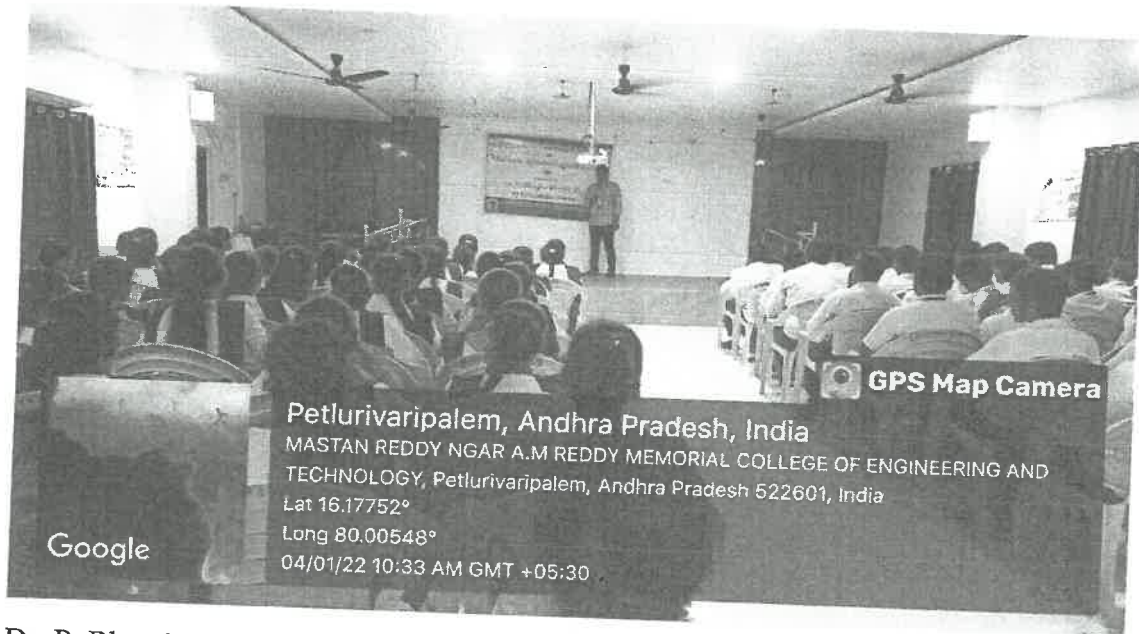 GPS Map Camera
Petlurivaripalem, Andhra Pradesh, India
MASTAN REDDY NGAR A.M REDDY MEMORIAL COLLEGE OF ENGINEERING AND
TECHNOLOGY, Petlurivaripalem, Andhra Pradesh 522601, India
Lat 16.17752°
Long 80.00548°
04/01/22 10:33 AM GMT +05:30
Google